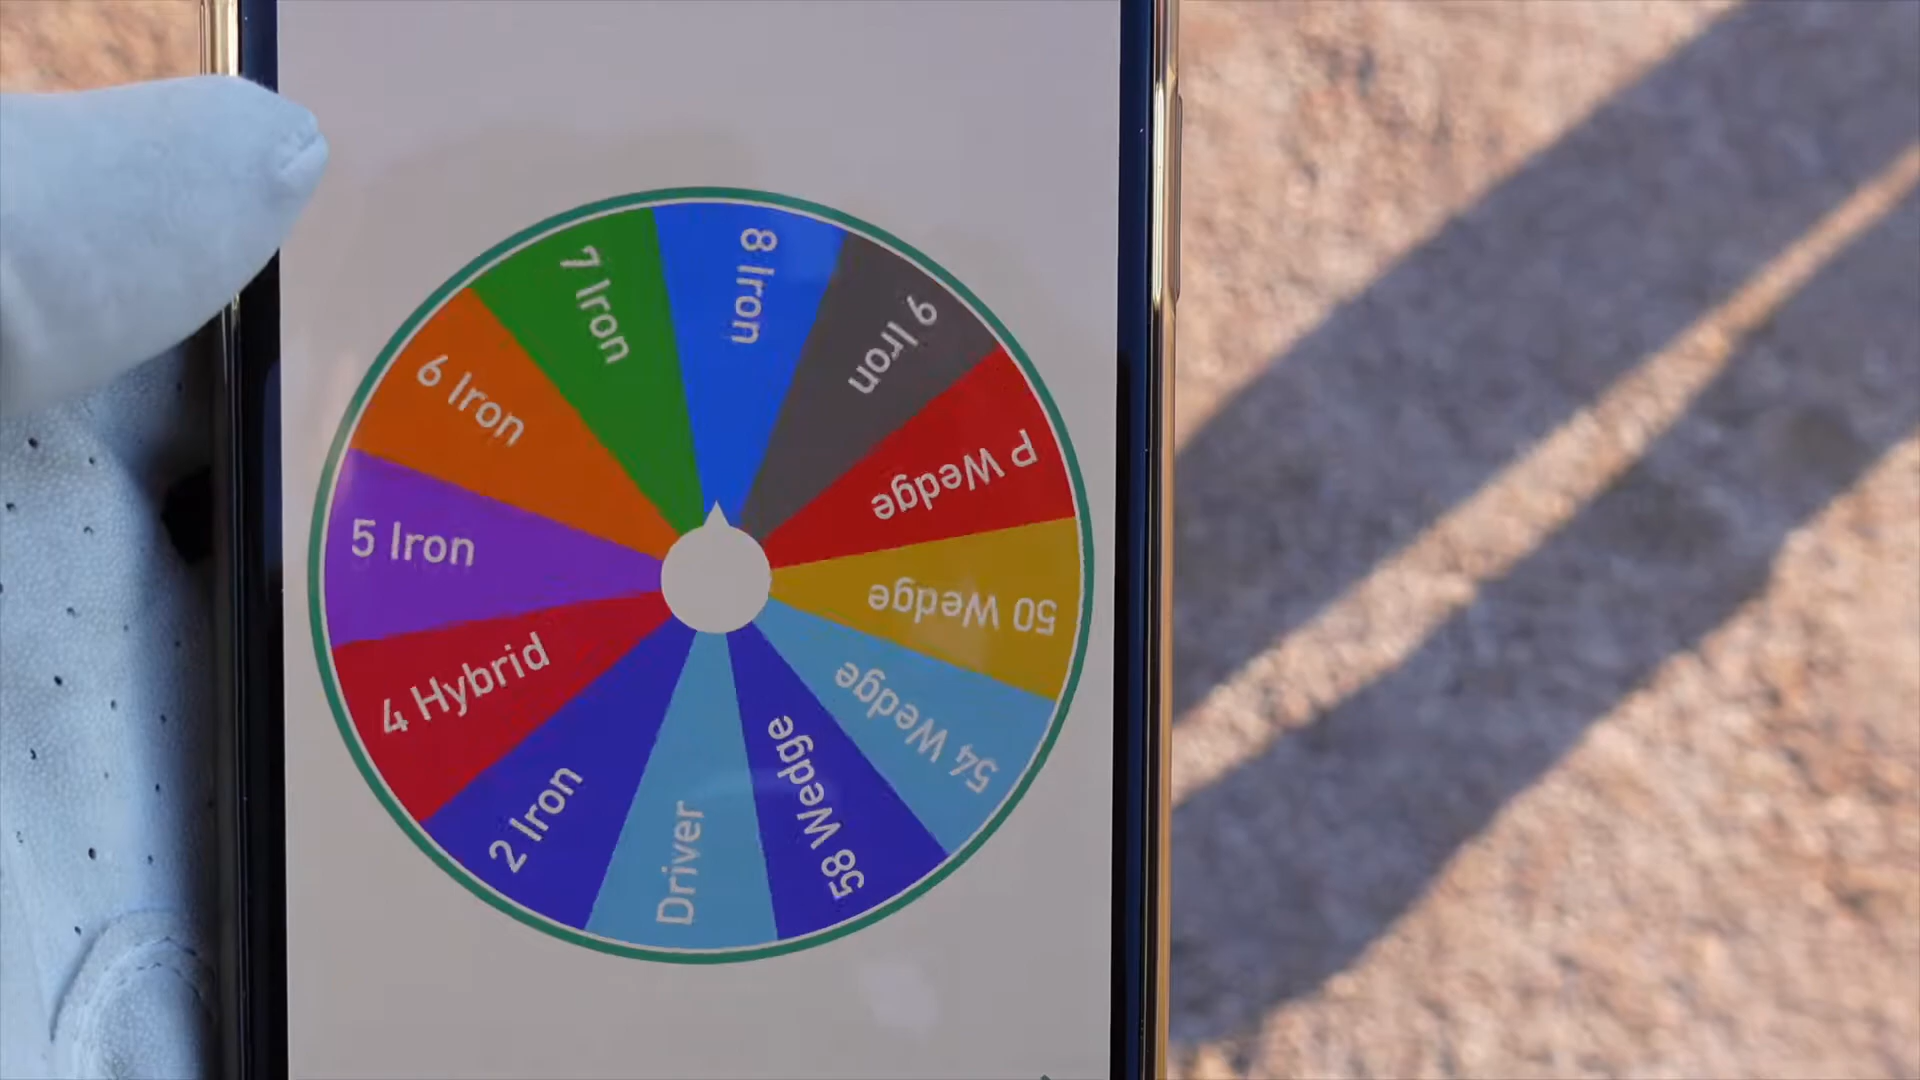 8 Iron
9 Iron
P Wedge
50 Wedge
54 Wedge
58 Wedge
Driver
2 Iron
4 Hybrid
5 Iron
6 Iron
7 Iron